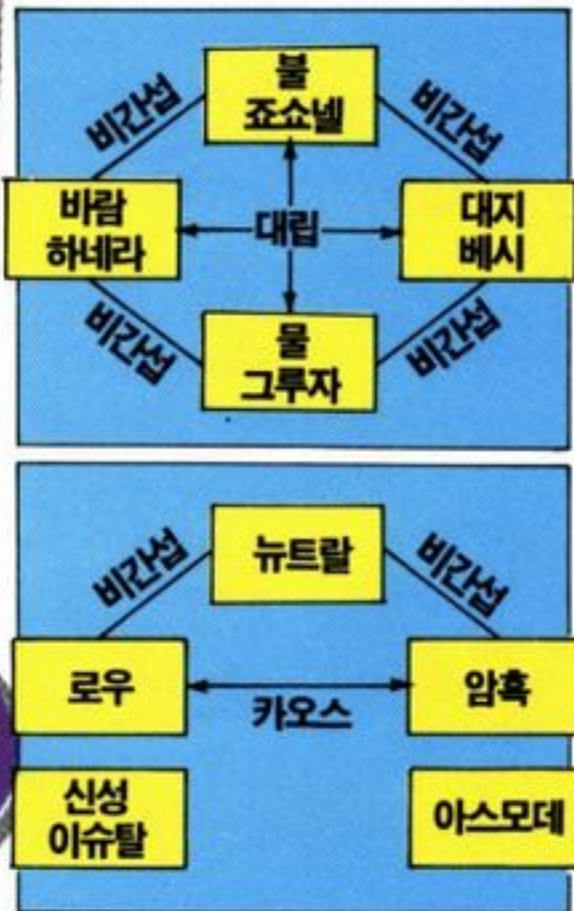 불
죠쇼넬
비간섭
비간섭
바람
하네라
대립
대지
베시
비간섭
비간섭
물
그루자
뉴트랄
비간섭
비간섭
로우
카오스
암흑
신성
이슈탈
아스모데